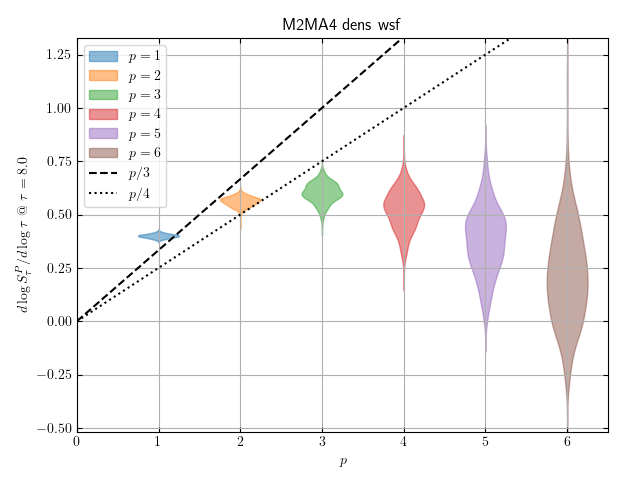 M2MA4 dens wsf
d log S_τ^P / d log τ @ τ = 8.0
1.25
1.00
0.75
0.50
0.25
0.00
−0.25
−0.50
p = 1
p = 2
p = 3
p = 4
p = 5
p = 6
p/3
p/4
0 1 2 3 4 5 6
p